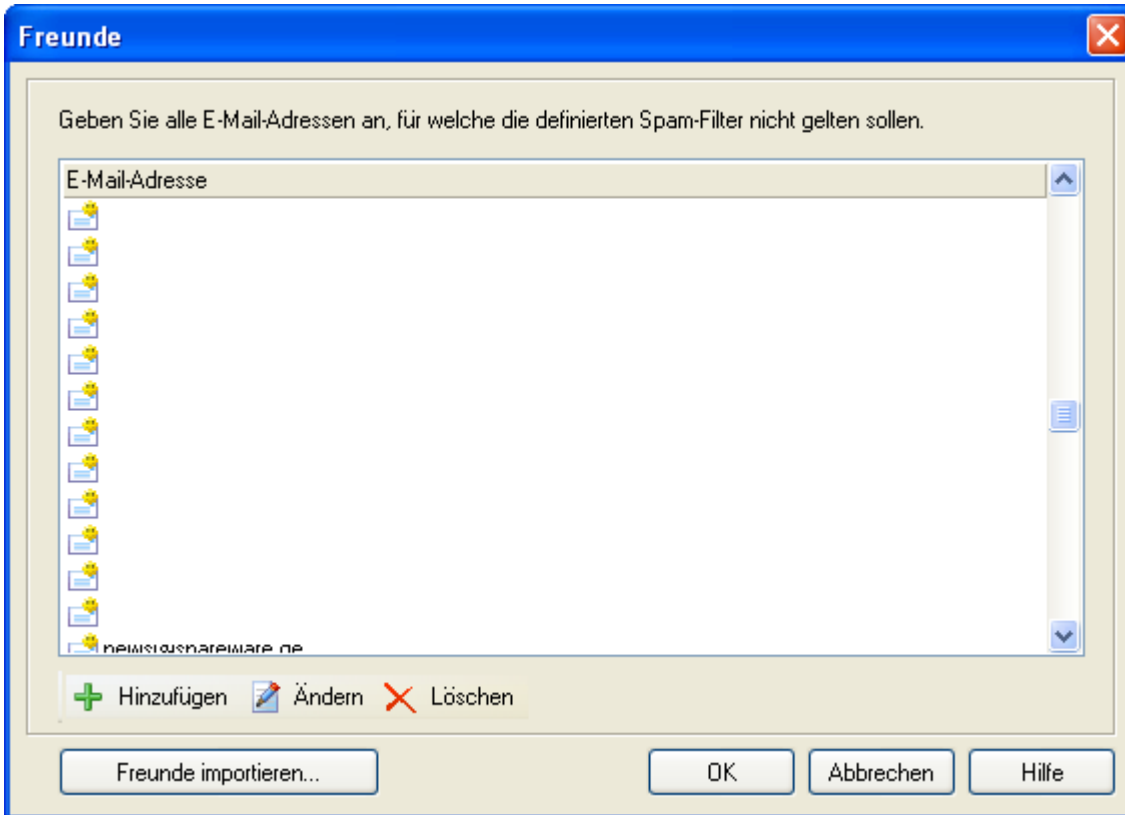 Freunde
Geben Sie alle E-Mail-Adressen an, für welche die definierten Spam-Filter nicht gelten sollen.
E-Mail-Adresse
Hinzufügen Ändern Löschen
Freunde importieren... OK Abbrechen Hilfe